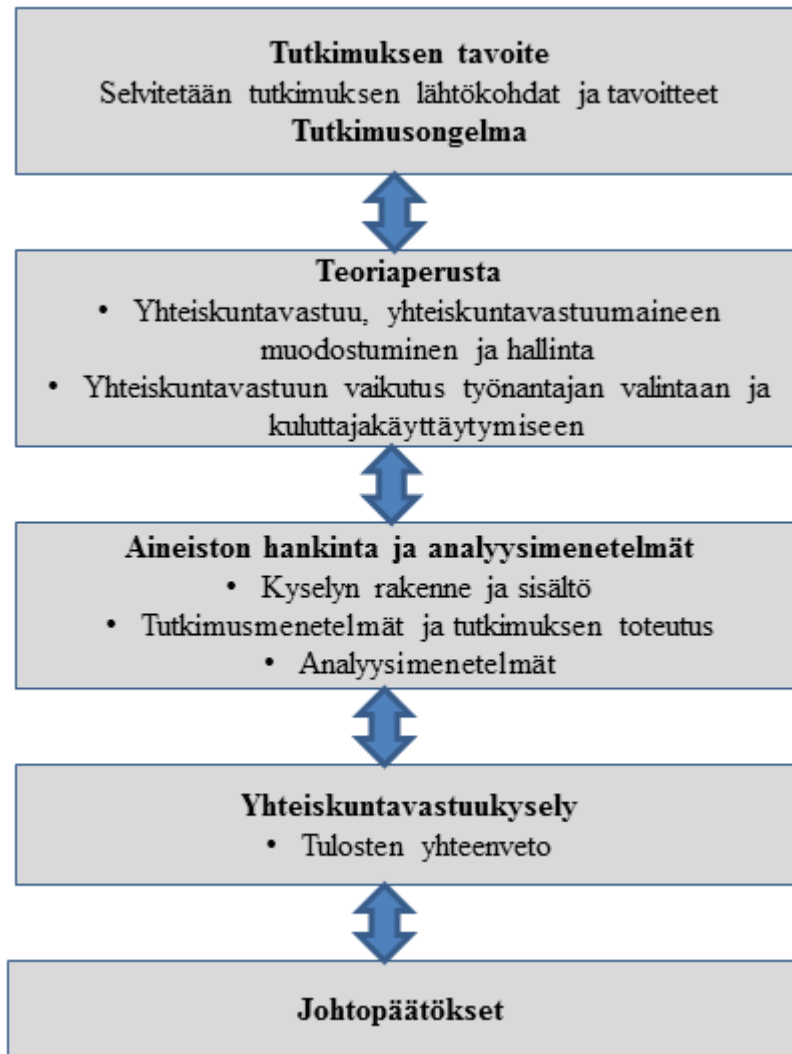 Tutkimuksen tavoite
Selvitetään tutkimuksen lähtökohdat ja tavoitteet
Tutkimusongelma
Teoriaperusta
• Yhteiskuntavastuu, yhteiskuntavastuumaineen
muodostuminen ja hallinta
• Yhteiskuntavastuun vaikutus työnantajan valintaan ja
kuluttajakäyttäytymiseen
Aineiston hankinta ja analyysimenetelmät
• Kyselyn rakenne ja sisältö
• Tutkimusmenetelmät ja tutkimuksen toteutus
• Analyysimenetelmät
Yhteiskuntavastuukysely
• Tulosten yhteenveto
Johtopäätökset